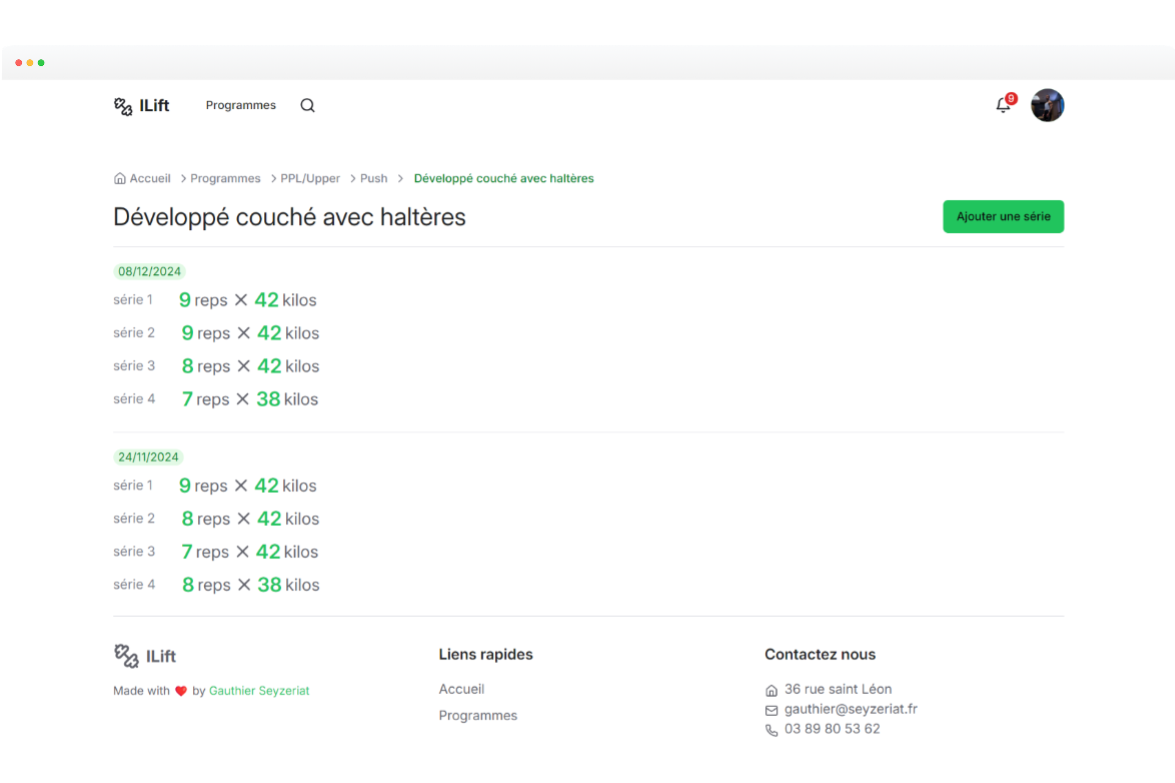 ILift Programmes 9
Accueil > Programmes > PPL/Upper > Push > Développé couché avec haltères
Développé couché avec haltères Ajouter une série
08/12/2024
série 1 9 reps × 42 kilos
série 2 9 reps × 42 kilos
série 3 8 reps × 42 kilos
série 4 7 reps × 38 kilos
24/11/2024
série 1 9 reps × 42 kilos
série 2 8 reps × 42 kilos
série 3 7 reps × 42 kilos
série 4 8 reps × 38 kilos
ILift
Made with ❤ by Gauthier Seyzeriat
Liens rapides
Accueil
Programmes
Contactez nous
36 rue saint Léon
gauthier@seyzeriat.fr
03 89 80 53 62